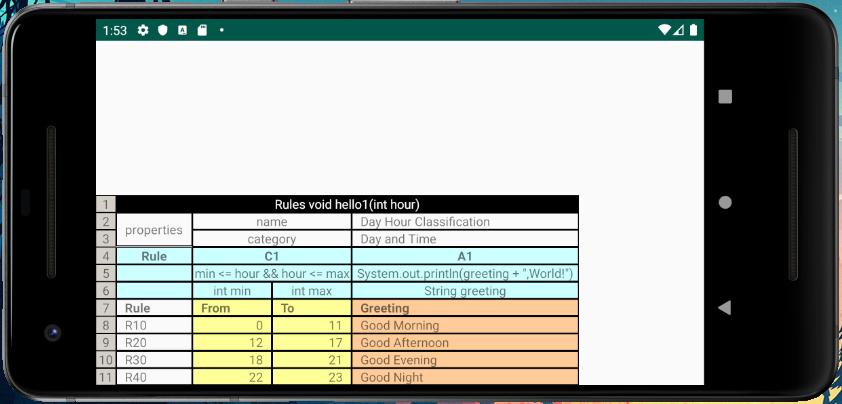 1:53
1 Rules void hello1(int hour)
2 properties name Day Hour Classification
3 category Day and Time
4 Rule C1 A1
5 min <= hour && hour <= max System.out.println(greeting + ",World!")
6 int min int max String greeting
7 Rule From To Greeting
8 R10 0 11 Good Morning
9 R20 12 17 Good Afternoon
10 R30 18 21 Good Evening
11 R40 22 23 Good Night